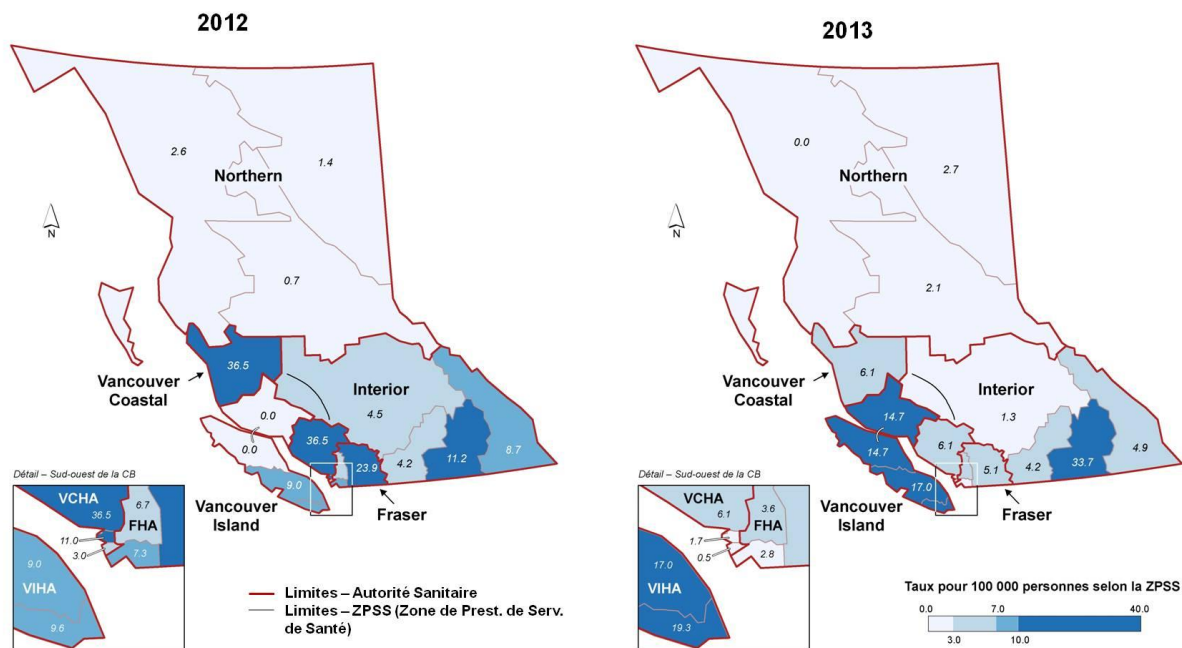 2012
2.6
1.4
Northern
N
0.7
36.5
Vancouver
Coastal
Interior
4.5
0.0
0.0
36.5
23.9
4.2
11.2
8.7
9.0
Vancouver
Island
Fraser
Détail – Sud-ouest de la CB
VCHA
36.5
6.7
FHA
11.0
3.0
7.3
9.0
VIHA
9.6
Limites – Autorité Sanitaire
Limites – ZPSS (Zone de Prest. de Serv.
de Santé)
2013
0.0
2.7
Northern
N
2.1
6.1
Vancouver
Coastal
Interior
1.3
14.7
14.7
6.1
5.1
4.2
33.7
4.9
17.0
Vancouver
Island
Fraser
Détail – Sud-ouest de la CB
VCHA
6.1
3.6
FHA
1.7
0.5
2.8
17.0
VIHA
19.3
Taux pour 100 000 personnes selon la ZPSS
0.0 7.0 40.0
3.0 10.0